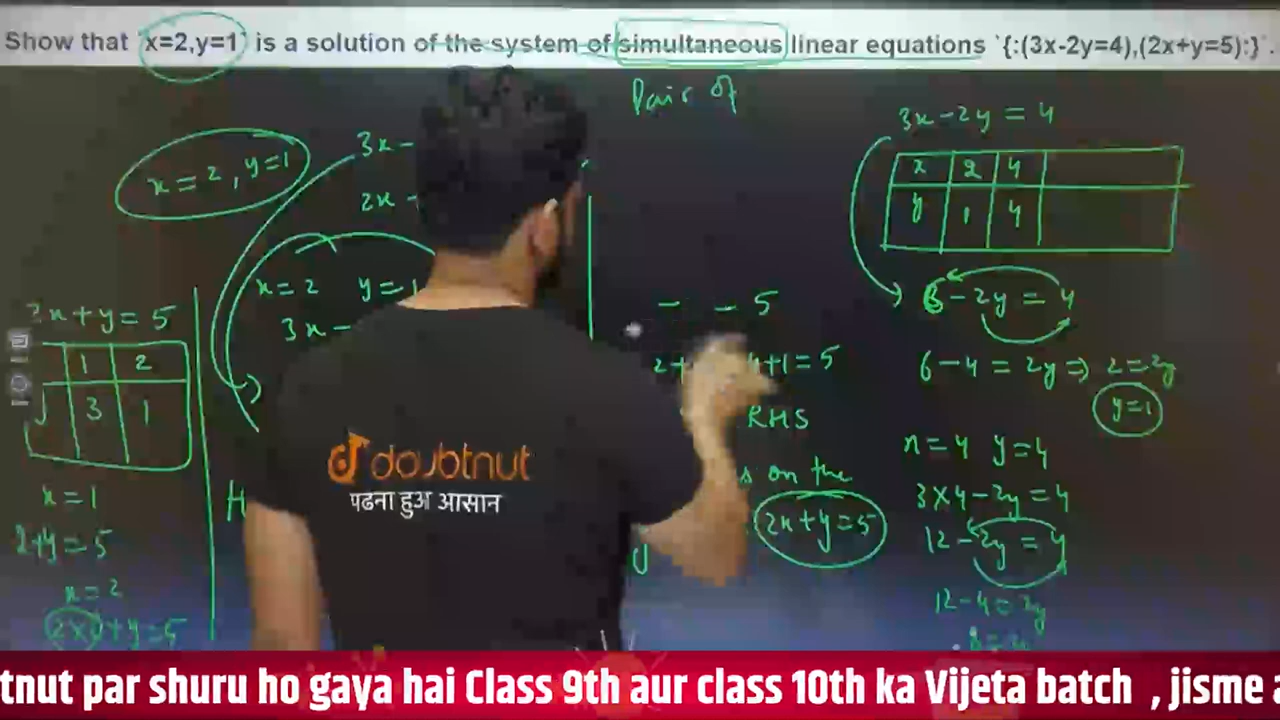 Show that `x=2,y=1` is a solution of the system of simultaneous linear equations `{:(3x-2y=4),(2x+y=5):}`.
Pair of
x = 2, y = 1
3x -
2x -
x = 2 y = 1
3x -
2x + y = 5
1 2
y 3 1
x = 1
2+y = 5
x = 2
+y = 5
H
- - 5
4+1 = 5
RHS
s on the
2x+y = 5
y
3x - 2y = 4
x 2 4
y 1 4
6 - 2y = 4
6 - 4 = 2y ⇒ 2 = 2y
y = 1
x = 4 y = 4
3×4 - 2y = 4
12 - 2y = 4
12 - 4 = 2y
doubtnut
पढना हुआ आसान
tnut par shuru ho gaya hai Class 9th aur class 10th ka Vijeta batch , jisme a